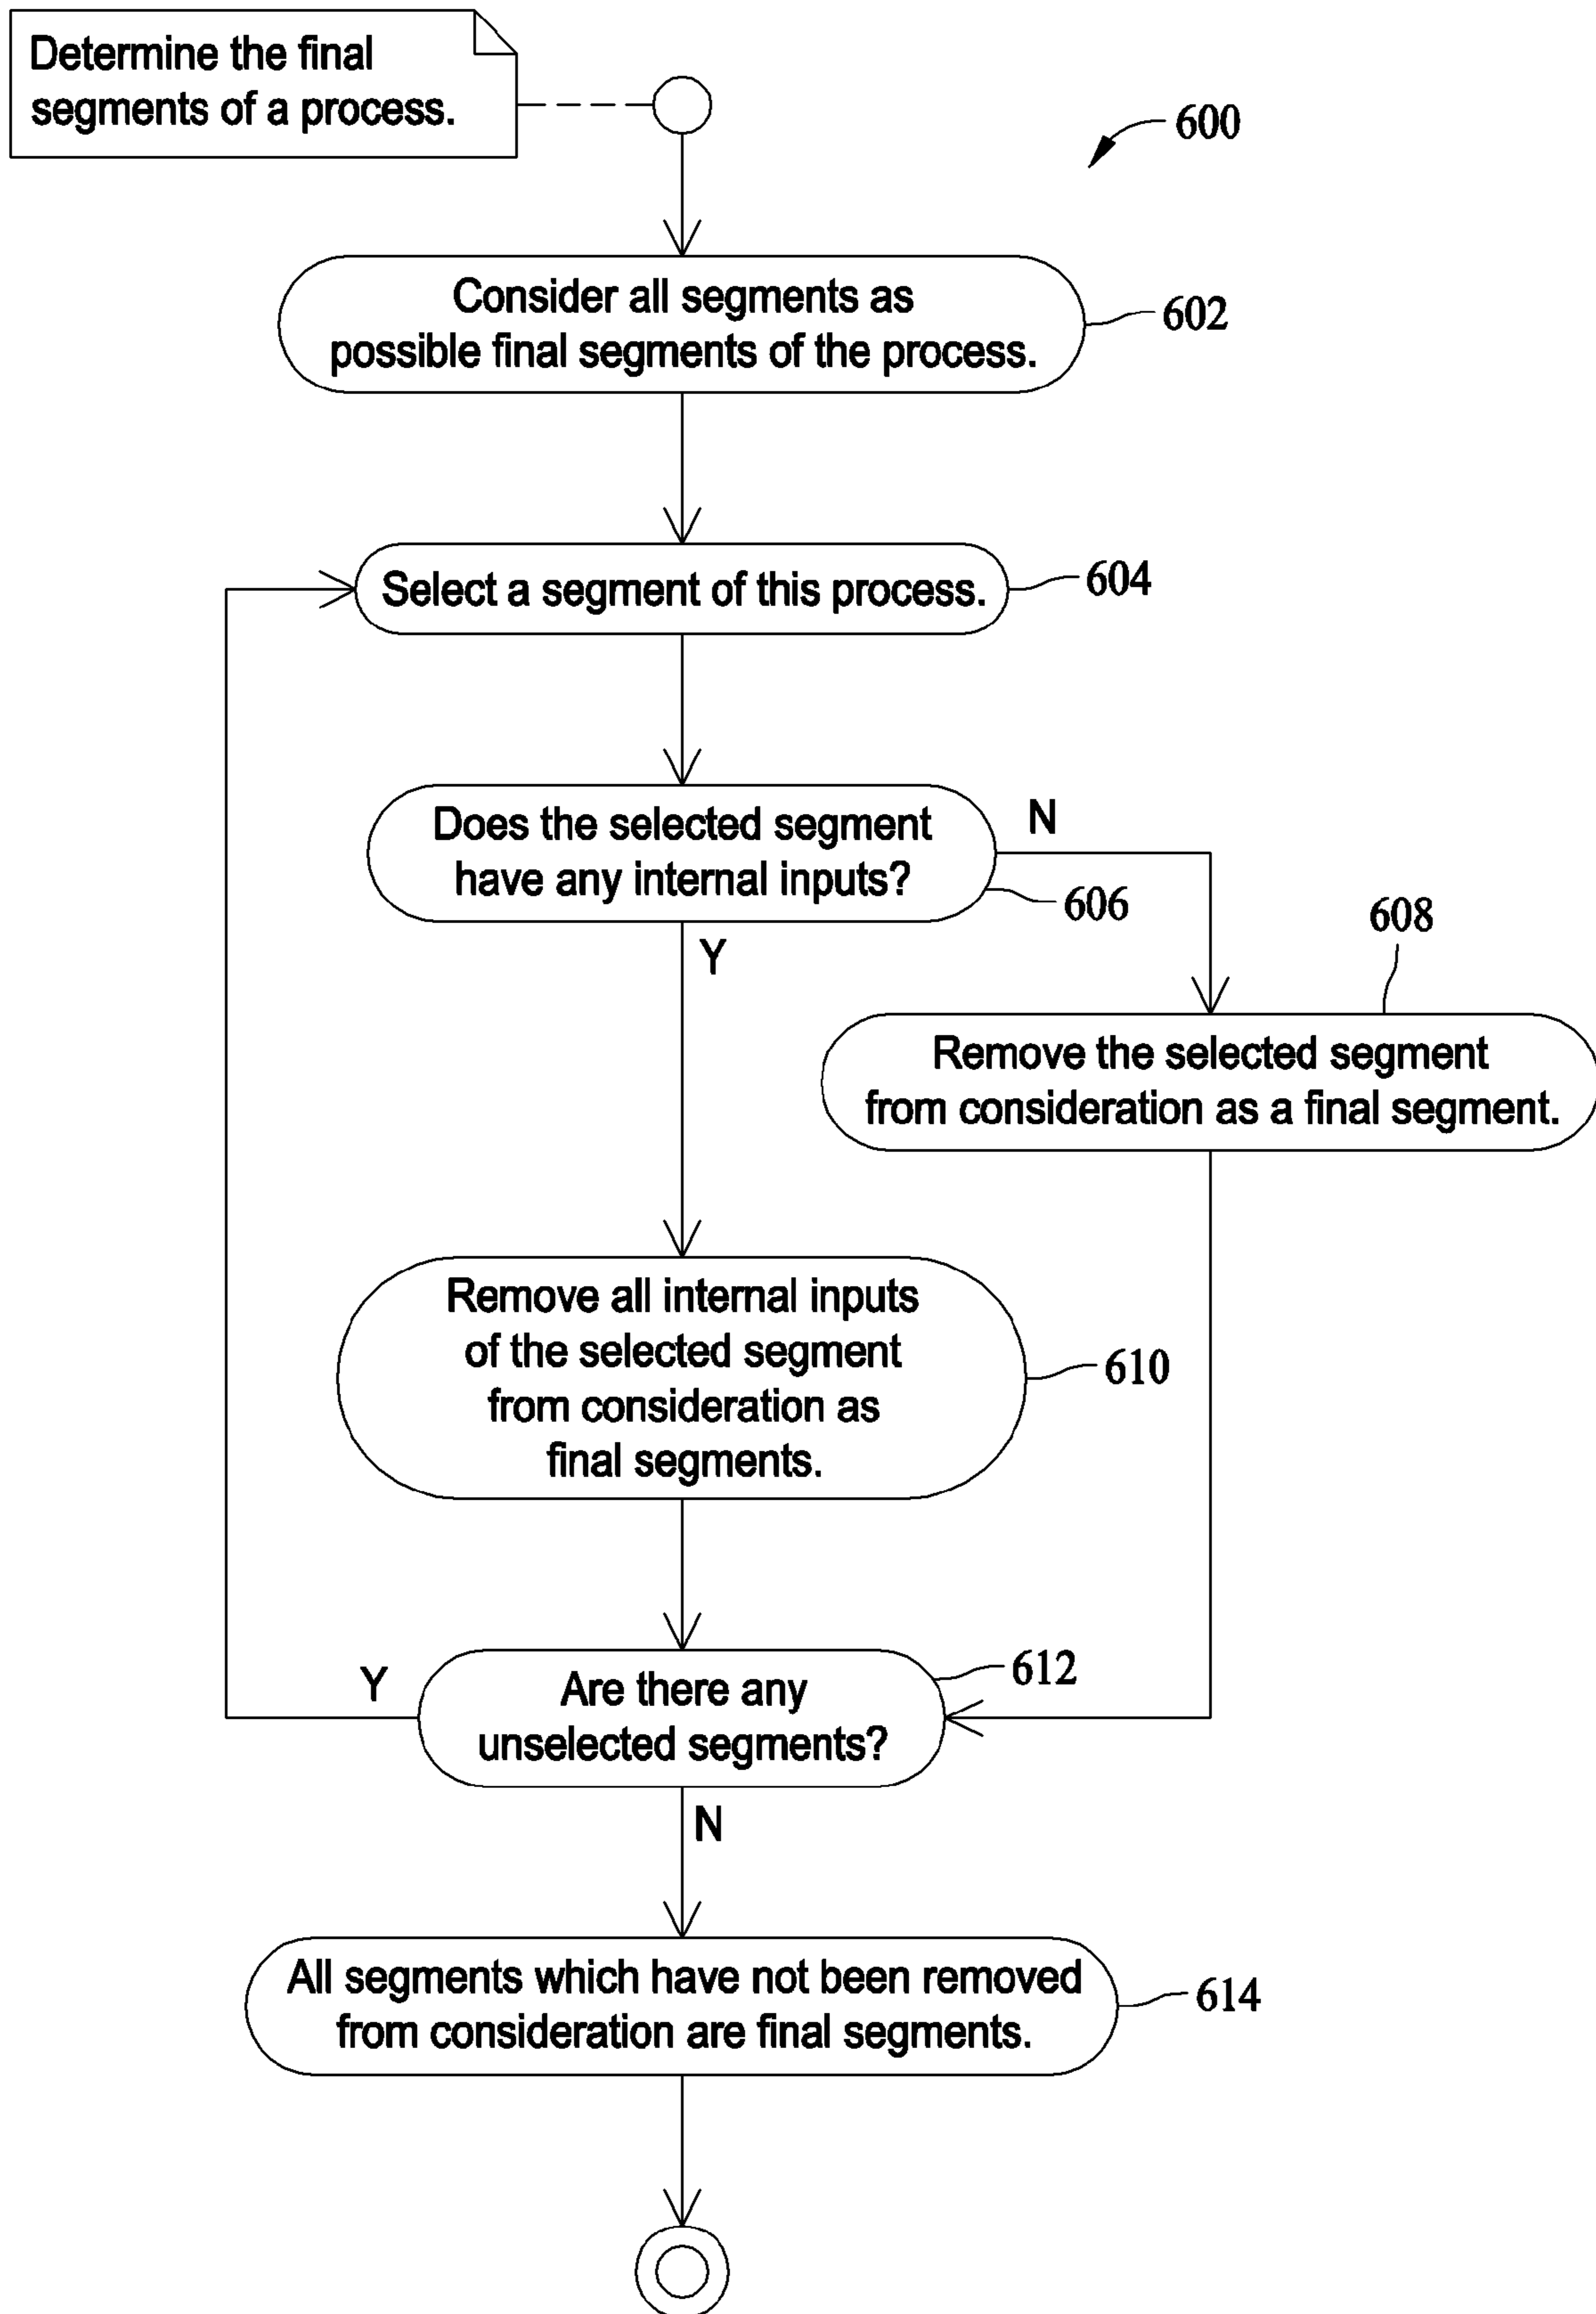 Determine the final
segments of a process.
600
Consider all segments as
possible final segments of the process.
602
Select a segment of this process.
604
Does the selected segment
have any internal inputs?
N
606
Y
608
Remove the selected segment
from consideration as a final segment.
Remove all internal inputs
of the selected segment
from consideration as
final segments.
610
Y
Are there any
unselected segments?
612
N
All segments which have not been removed
from consideration are final segments.
614